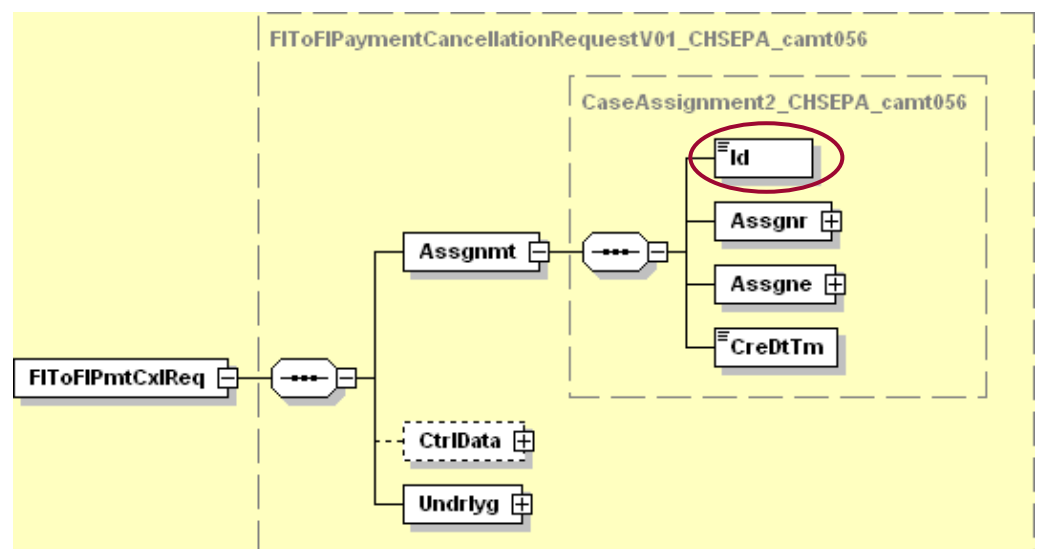 FIToFIPaymentCancellationRequestV01_CHSEPA_camt056
CaseAssignment2_CHSEPA_camt056
Id
Assgnr
Assgnmt
Assgne
CreDtTm
FIToFIPmtCxlReq
CtrlData
Undrlyg